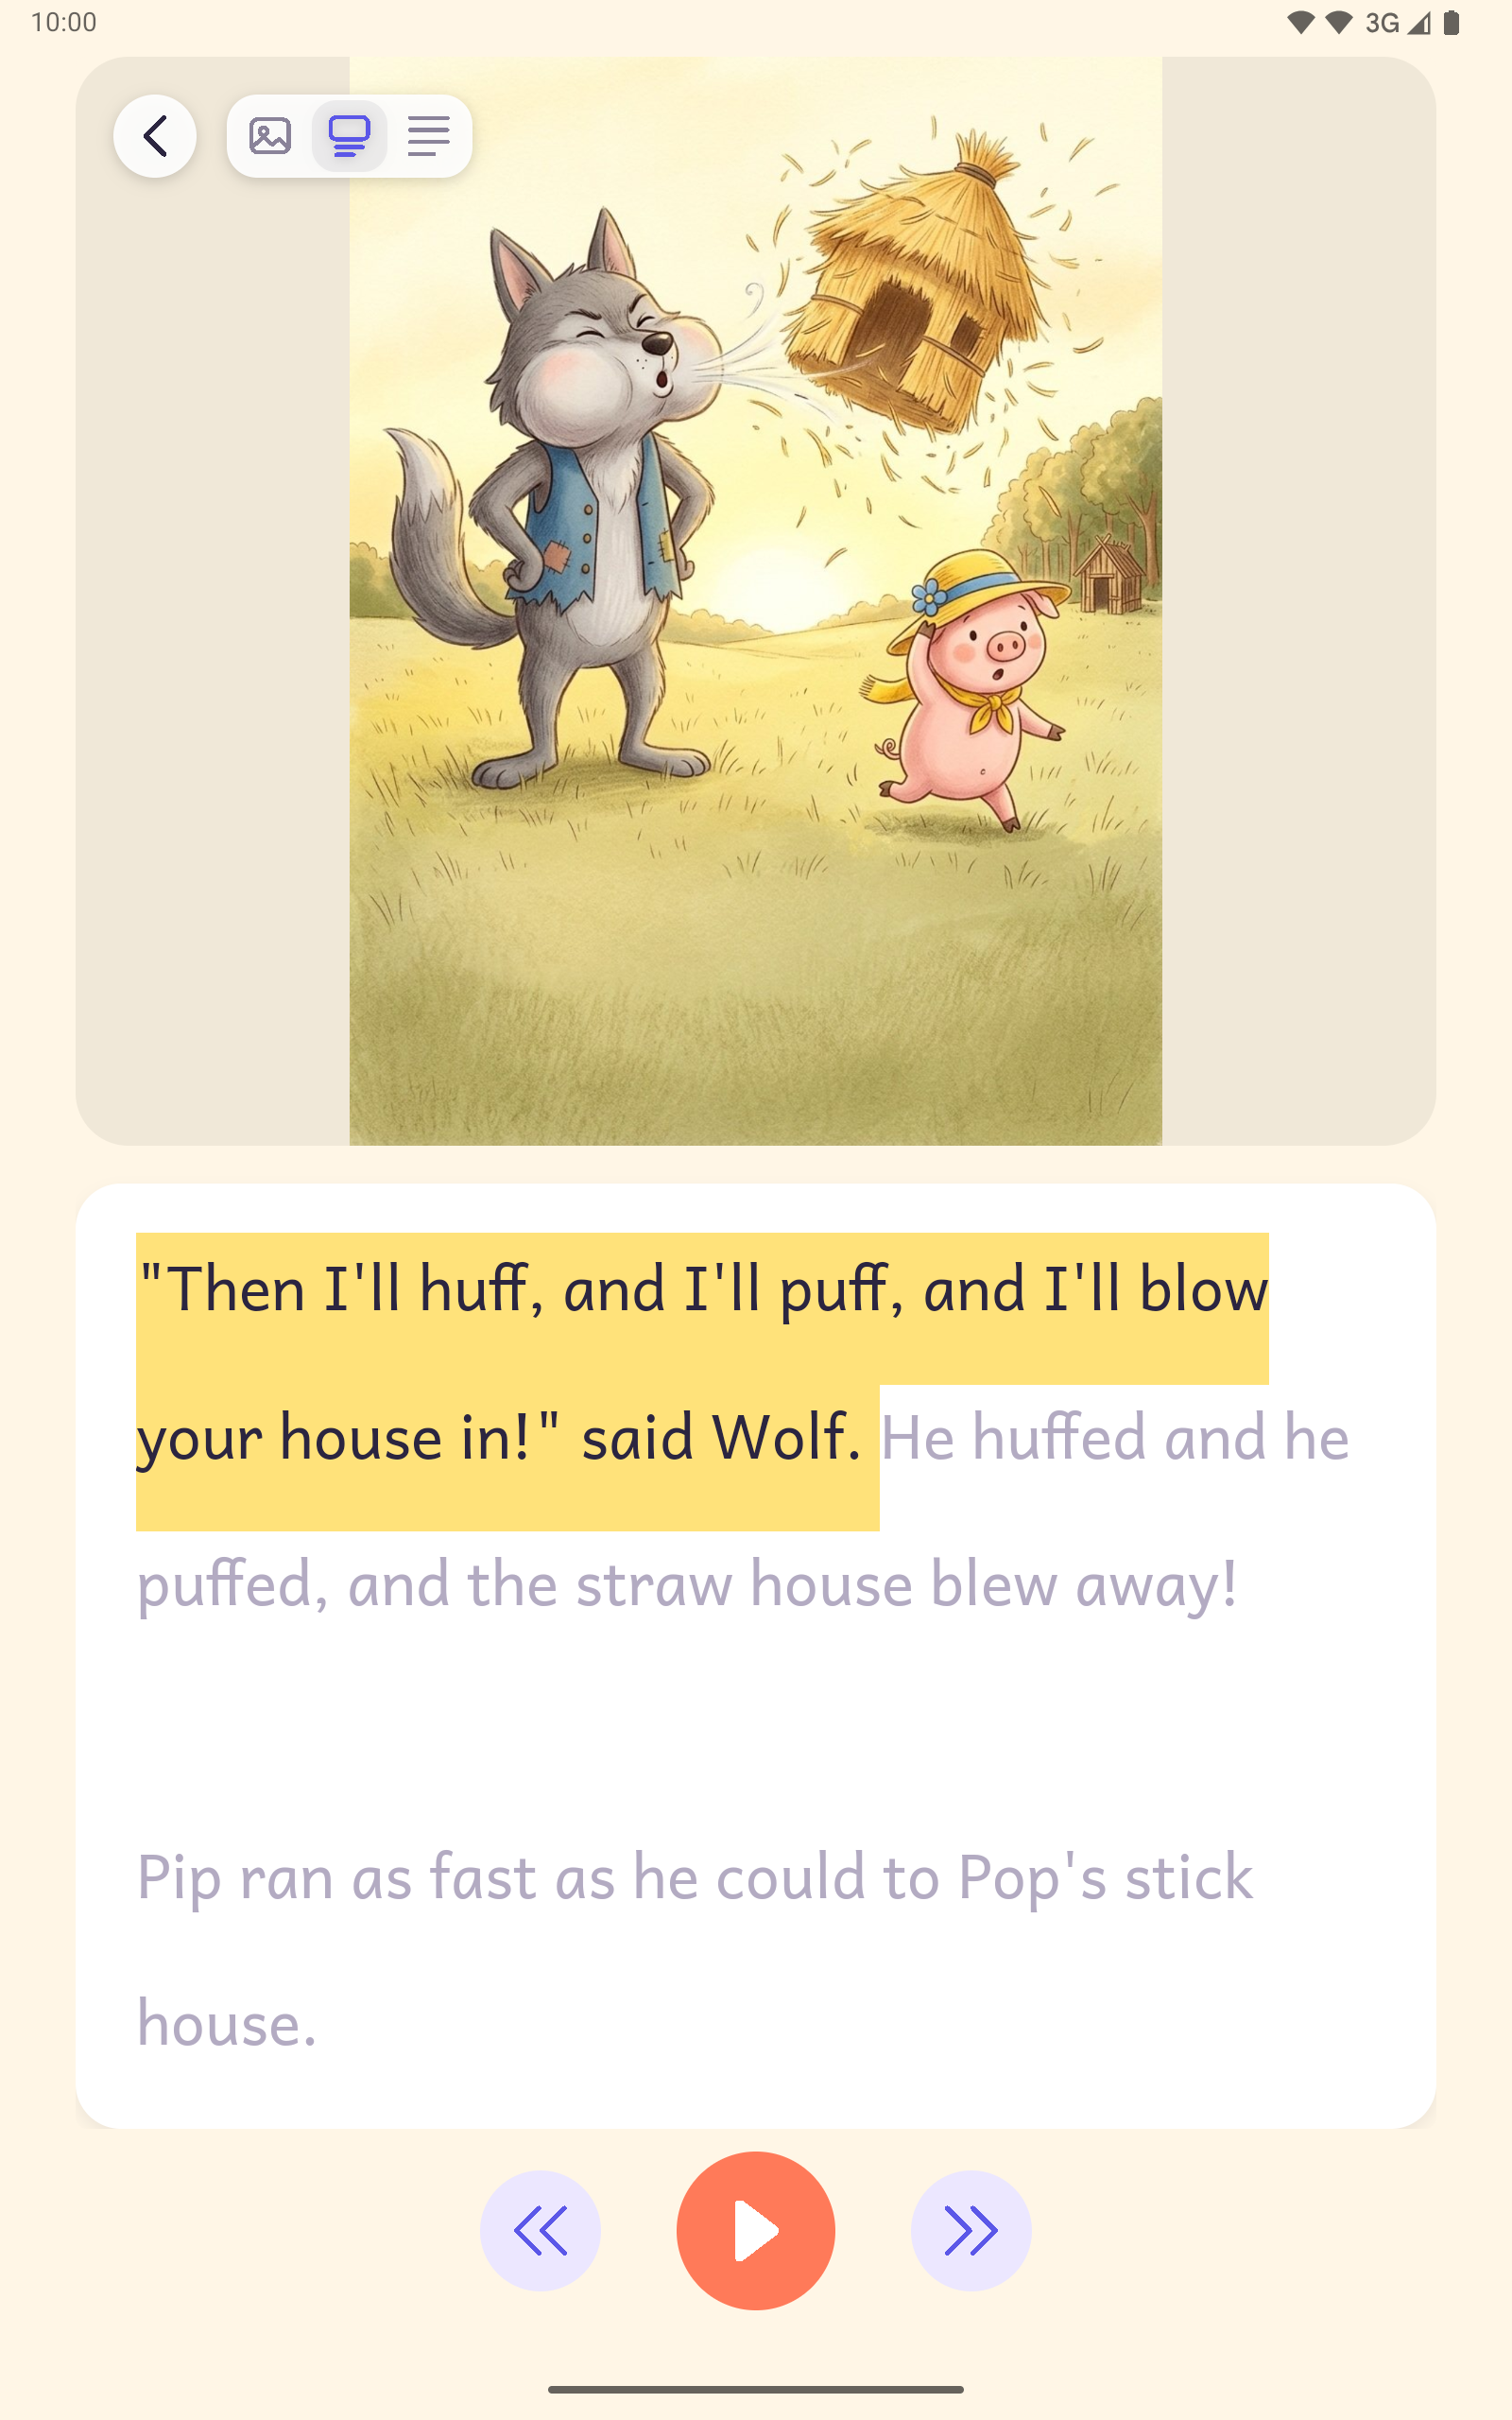 10:00
3G
"Then I'll huff, and I'll puff, and I'll blow
your house in!" said Wolf. He huffed and he
puffed, and the straw house blew away!
Pip ran as fast as he could to Pop's stick
house.